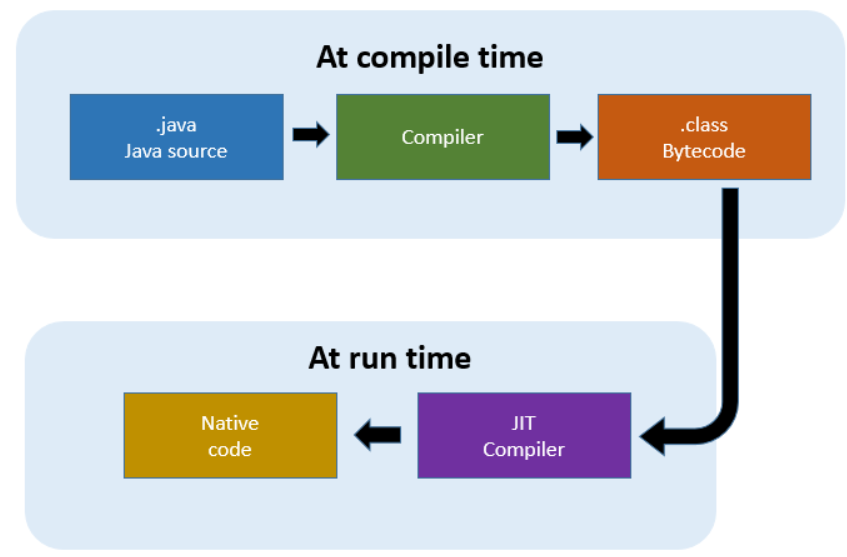 At compile time
.java
Java source
Compiler
.class
Bytecode
At run time
Native
code
JIT
Compiler